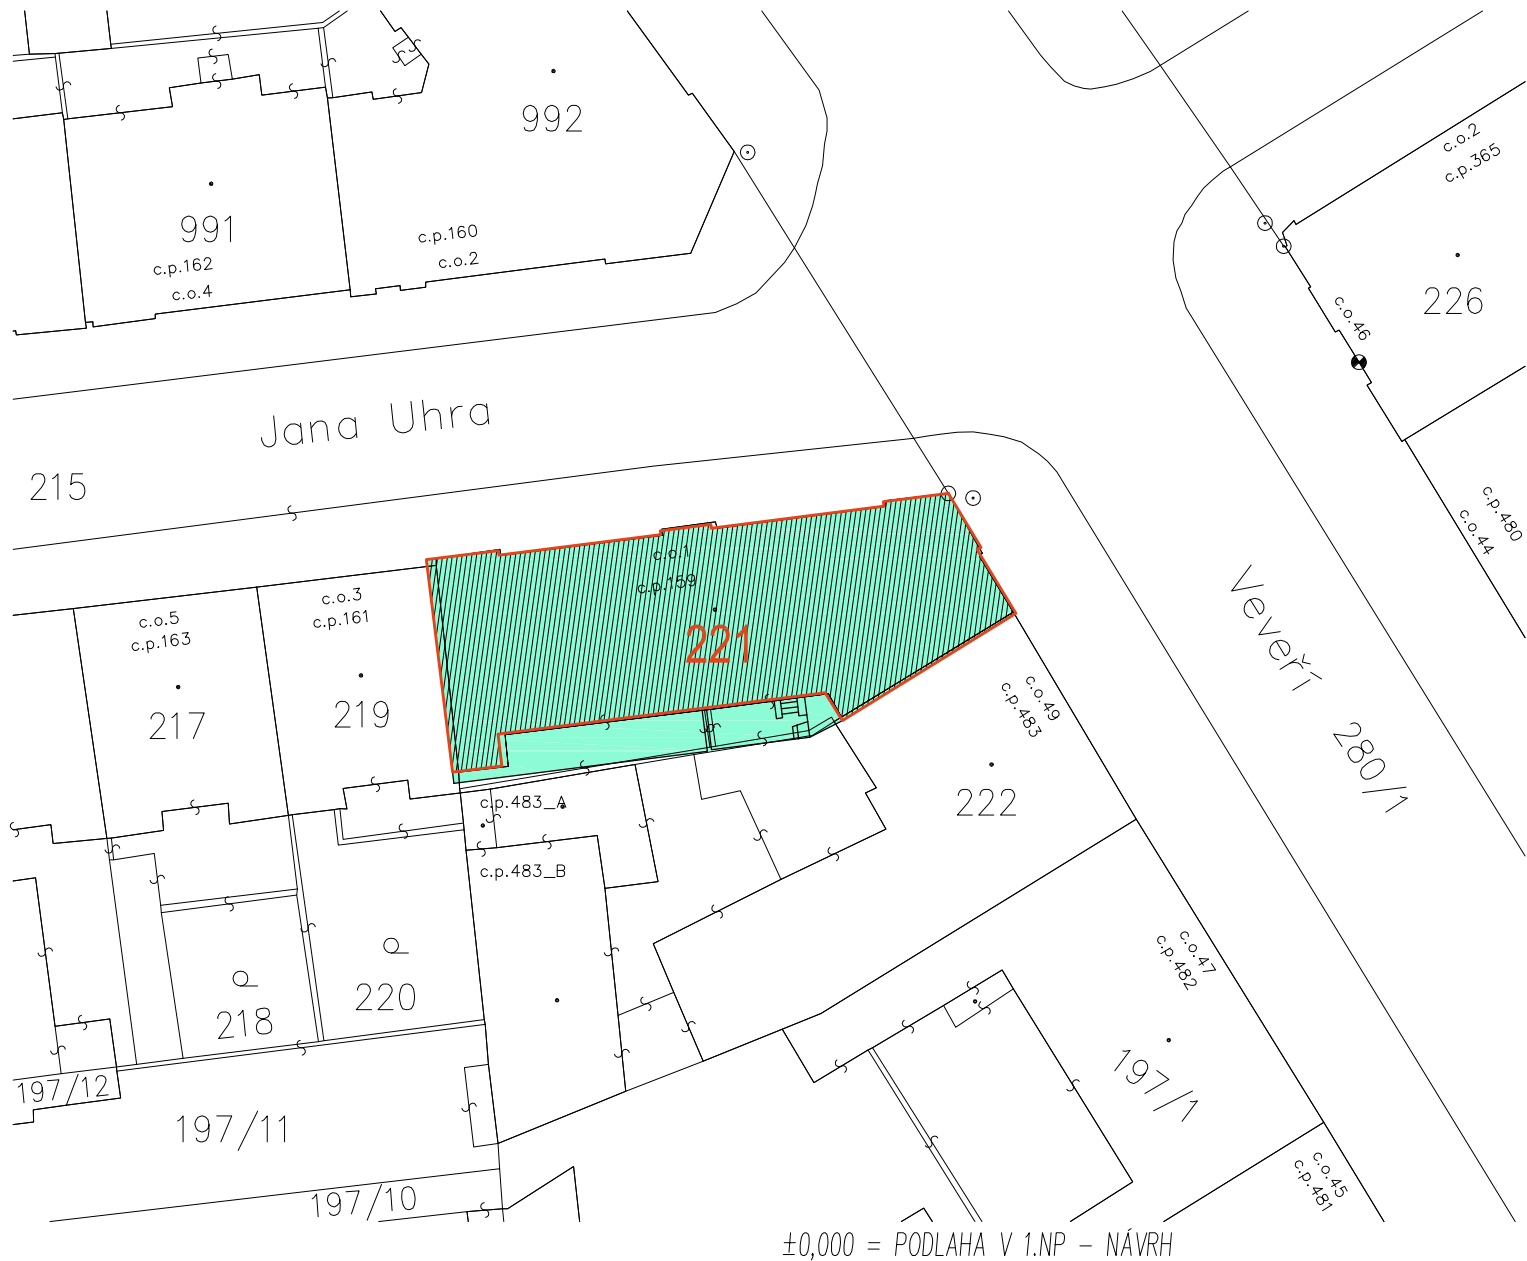 992
c.o.2
c.p.365
991
c.p.160
c.o.2
c.p.162
c.o.4
226
c.o.46
Jana Uhra
215
c.p.480
c.o.44
c.o.1
c.p.159
221
Veveří 280/1
c.o.3
c.p.161
c.o.5
c.p.163
217
219
c.o.49
c.p.483
222
c.p.483_A
c.p.483_B
220
218
c.o.47
c.p.482
197/12
197/11
197/1
197/10
c.o.45
c.p.481
±0,000 = PODLAHA V 1.NP – NÁVRH